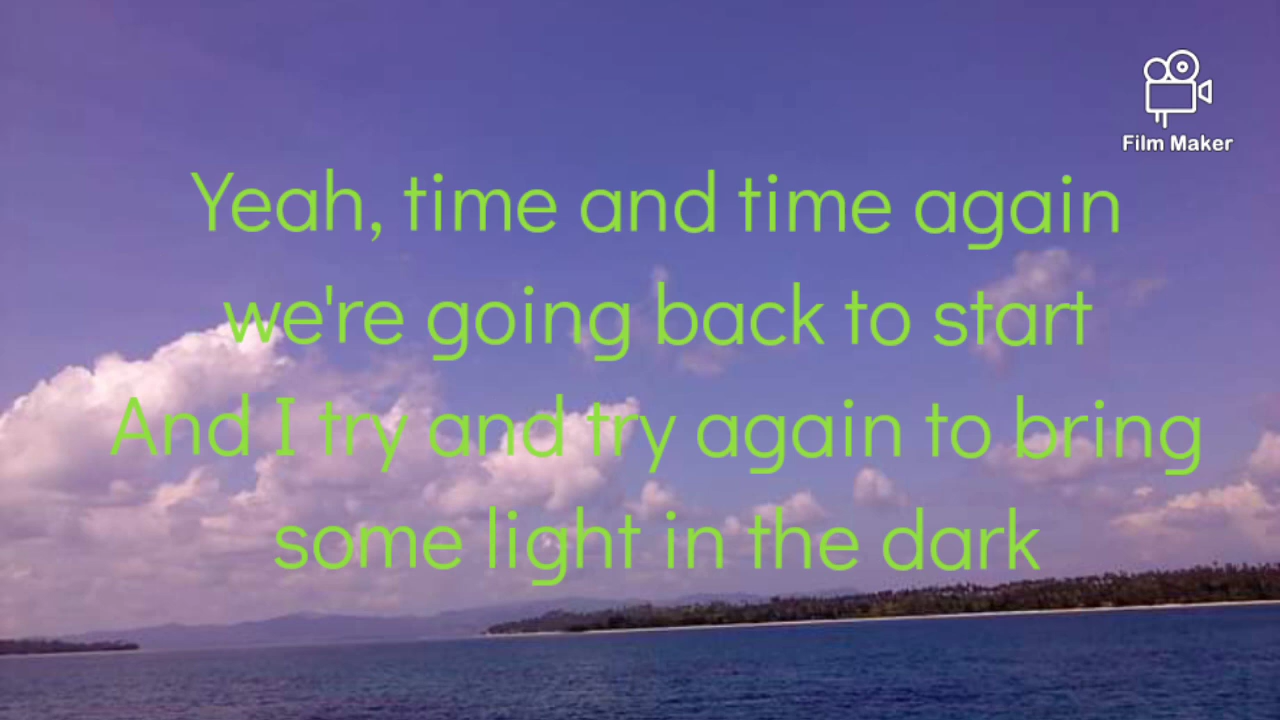 Film Maker
Yeah, time and time again
we're going back to start
And I try and try again to bring
some light in the dark